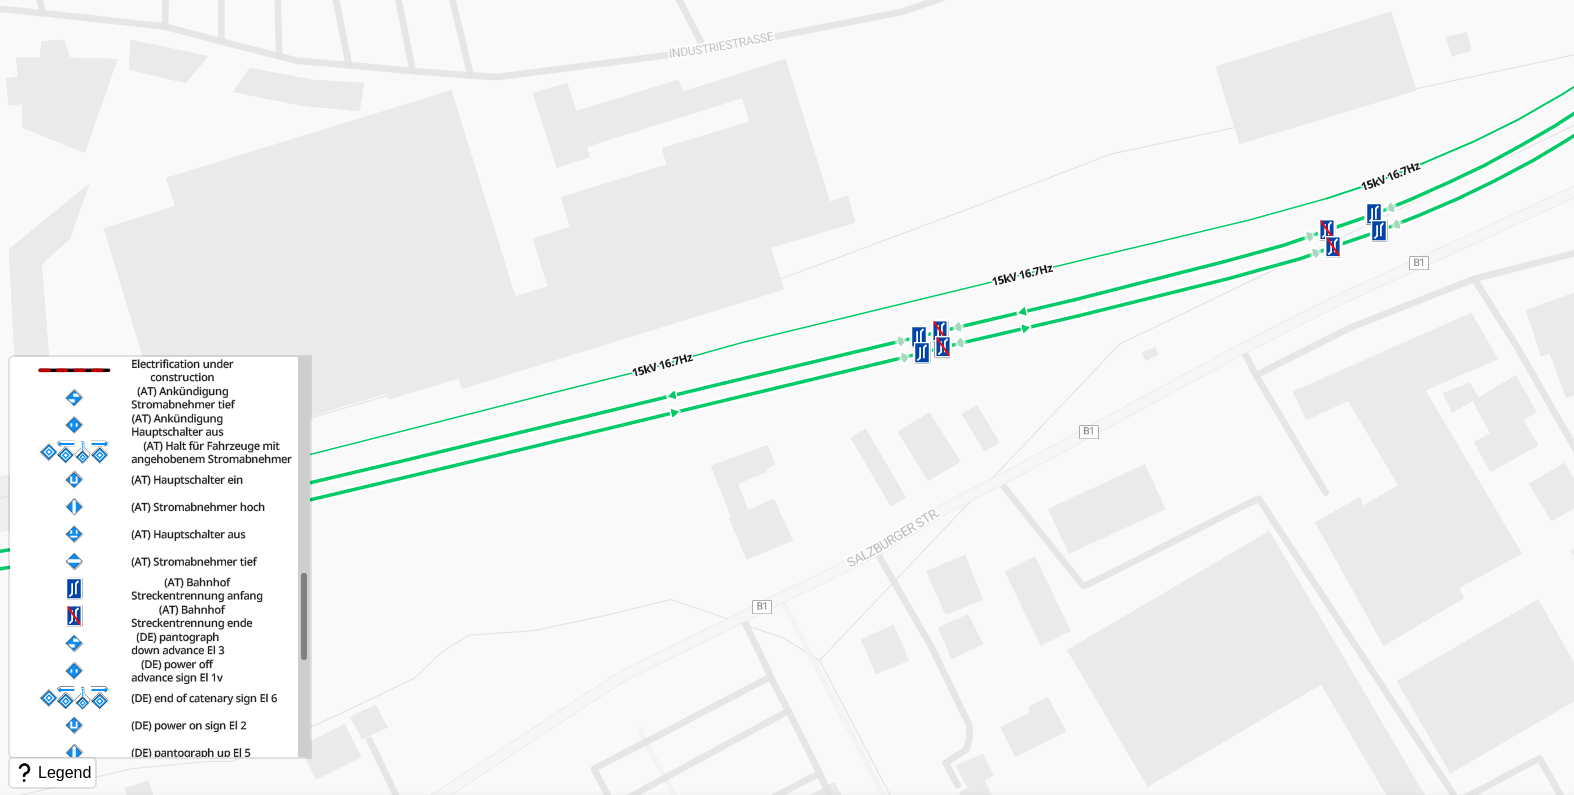 INDUSTRIESTRASSE
15kV 16.7Hz
B1
15kV 16.7Hz
15kV 16.7Hz
B1
SALZBURGER STR.
B1
Electrification under
construction
(AT) Ankündigung
Stromabnehmer tief
(AT) Ankündigung
Hauptschalter aus
(AT) Halt für Fahrzeuge mit
angehobenem Stromabnehmer
(AT) Hauptschalter ein
(AT) Stromabnehmer hoch
(AT) Hauptschalter aus
(AT) Stromabnehmer tief
(AT) Bahnhof
Streckentrennung anfang
(AT) Bahnhof
Streckentrennung ende
(DE) pantograph
down advance El 3
(DE) power off
advance sign El 1v
(DE) end of catenary sign El 6
(DE) power on sign El 2
(DE) pantograph up El 5
? Legend